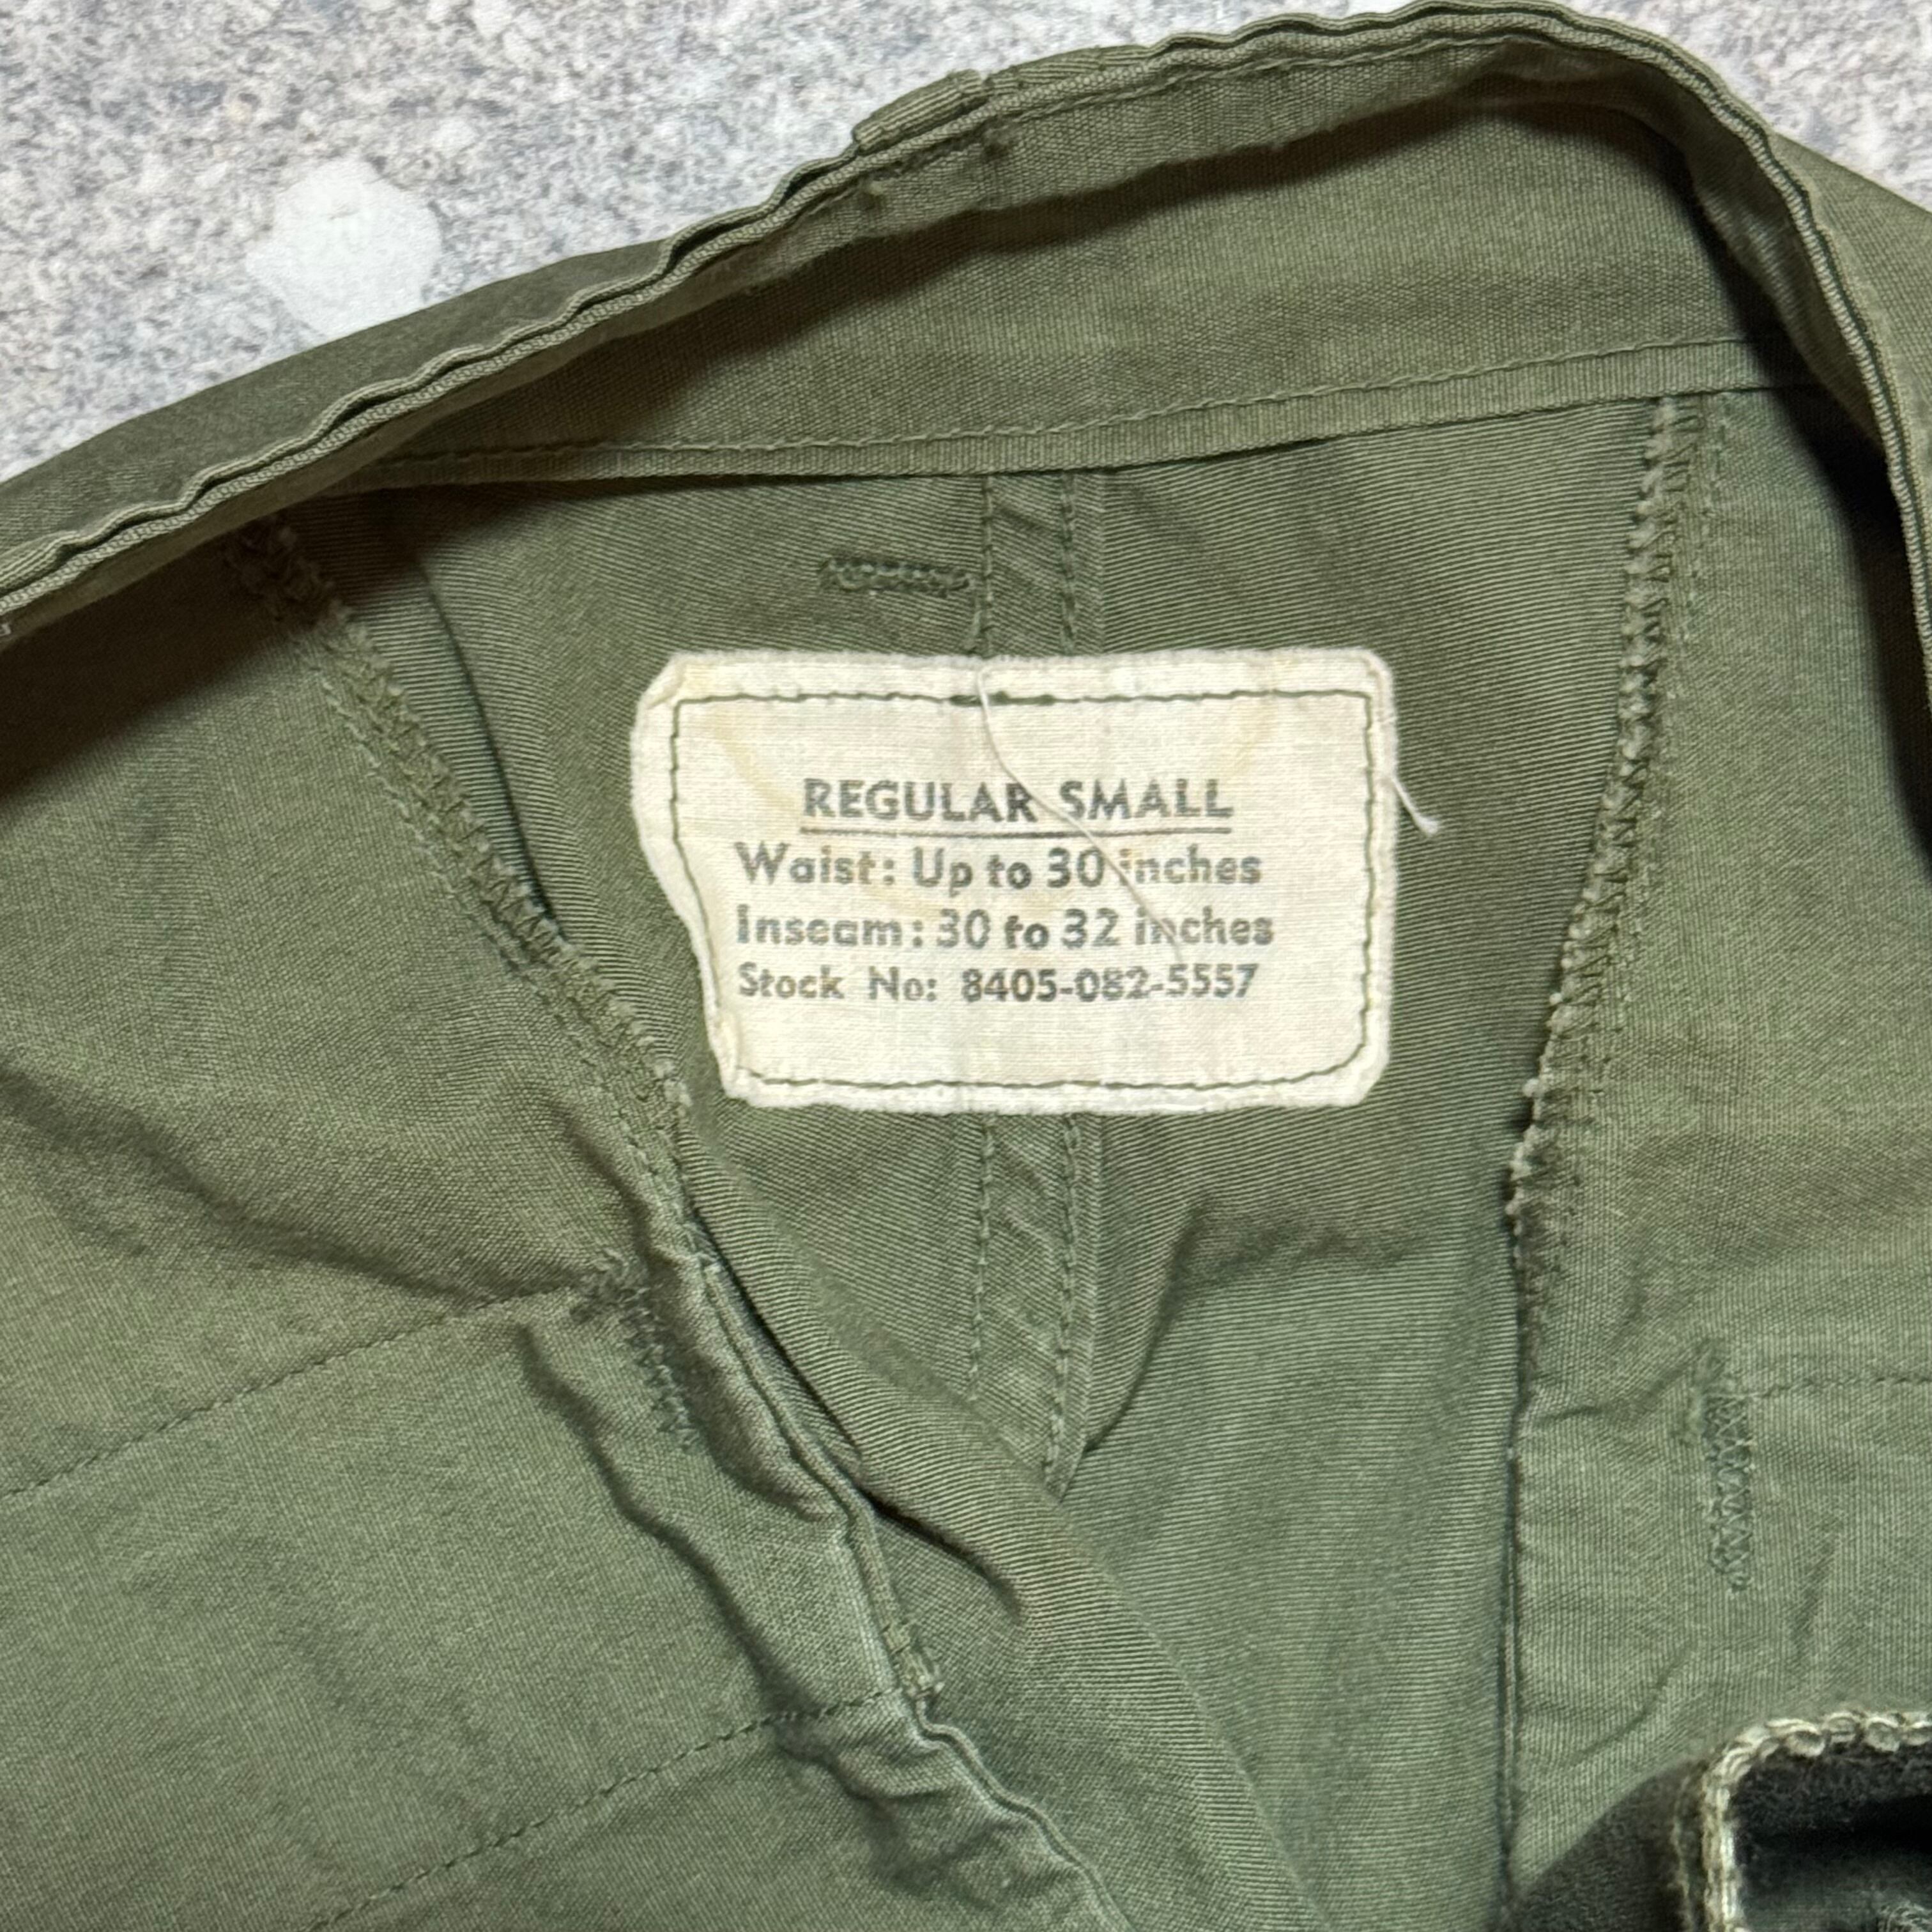 REGULAR SMALL
Waist: Up to 30 inches
Inseam: 30 to 32 inches
Stock No: 8405-082-5557